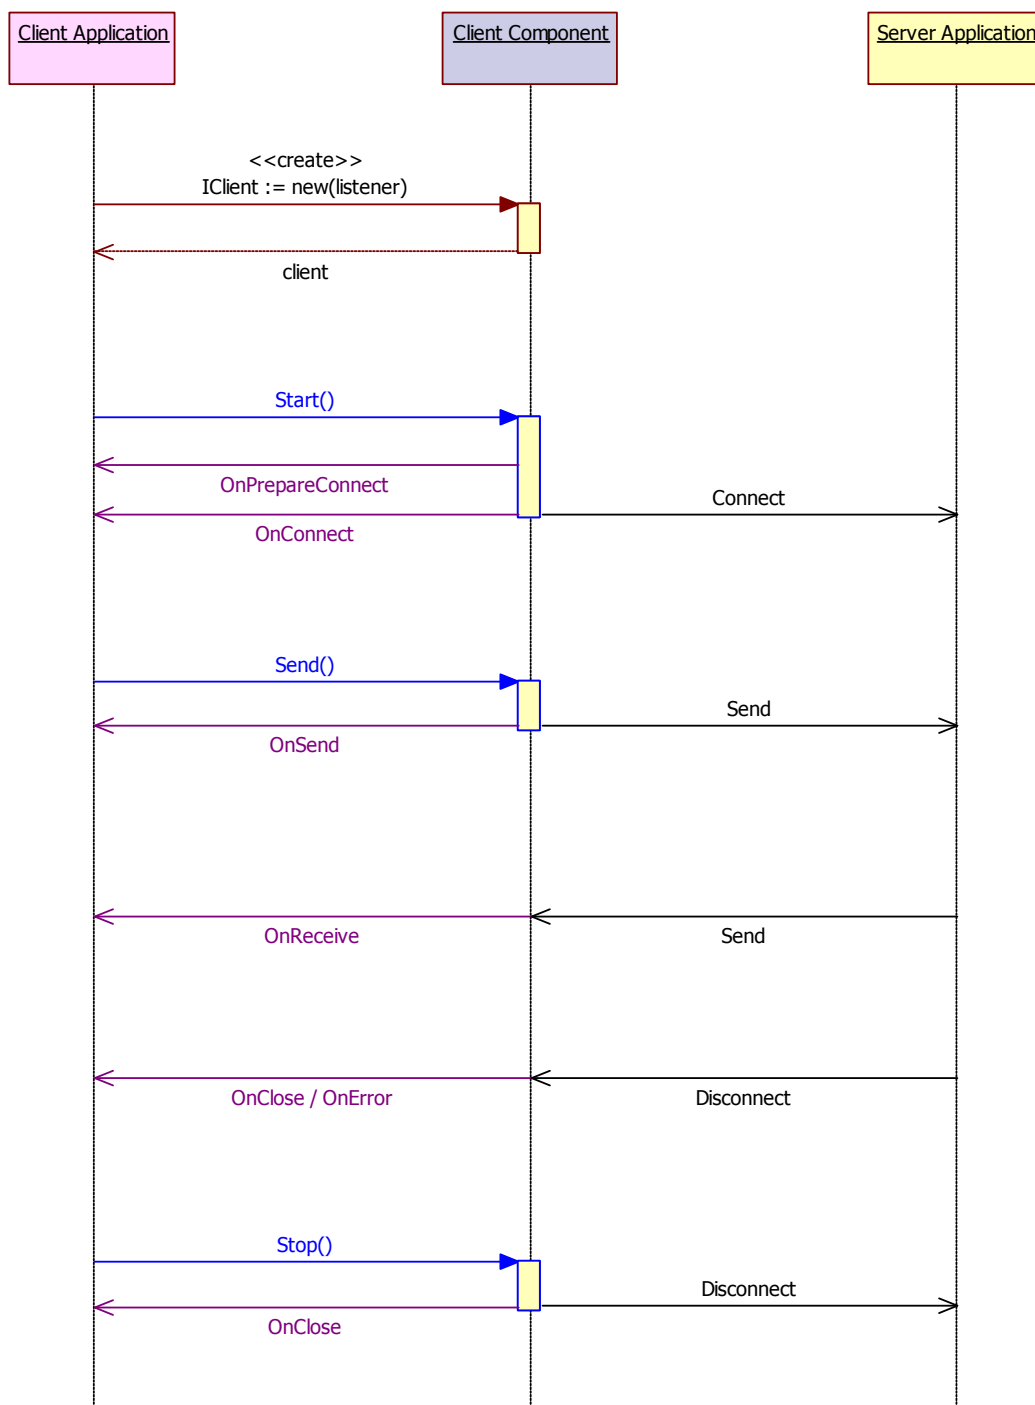 Client Application
Client Component
Server Application
<<create>>
IClient := new(listener)
client
Start()
OnPrepareConnect
Connect
OnConnect
Send()
Send
OnSend
OnReceive
Send
OnClose / OnError
Disconnect
Stop()
Disconnect
OnClose